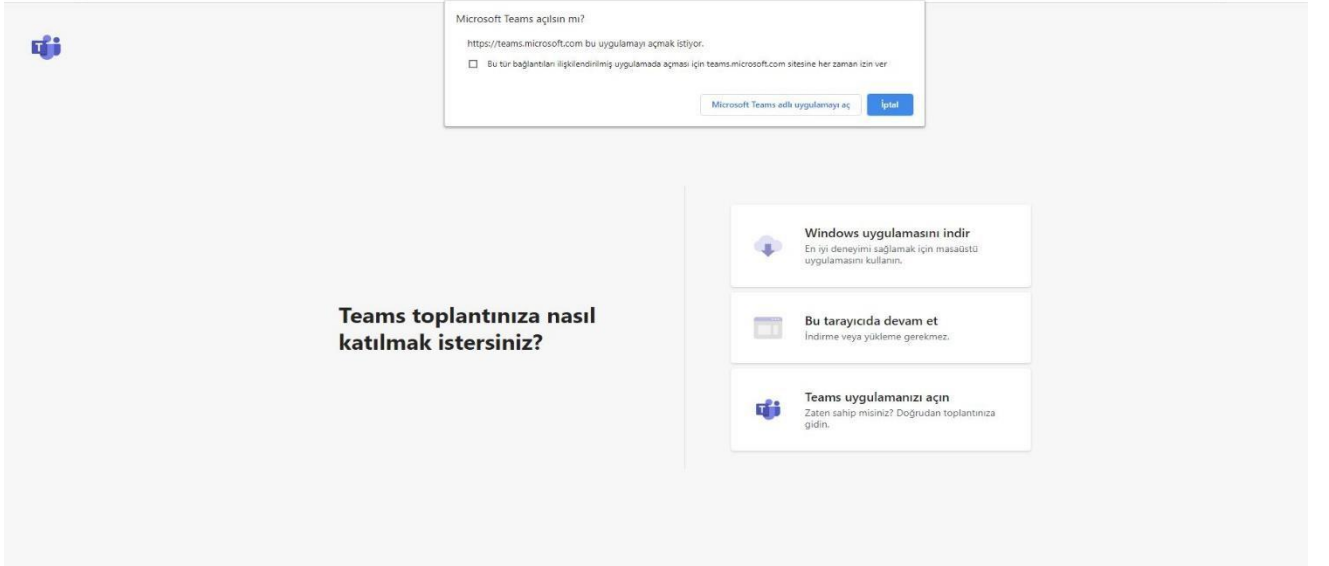 Microsoft Teams açılsın mı?
https://teams.microsoft.com bu uygulamayı açmak istiyor.
Bu tür bağlantıları ilişkilendirilmiş uygulamada açması için teams.microsoft.com sitesine her zaman izin ver
Microsoft Teams adlı uygulamayı aç
İptal
Teams toplantınıza nasıl
katılmak istersiniz?
Windows uygulamasını indir
En iyi deneyimi sağlamak için masaüstü
uygulamasını kullanın.
Bu tarayıcıda devam et
İndirme veya yükleme gerekmez.
Teams uygulamanızı açın
Zaten sahip misiniz? Doğrudan toplantınıza
gidin.